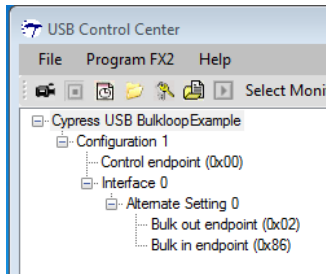 USB Control Center
File Program FX2 Help
Select Moni
Cypress USB BulkloopExample
Configuration 1
Control endpoint (0x00)
Interface 0
Alternate Setting 0
Bulk out endpoint (0x02)
Bulk in endpoint (0x86)